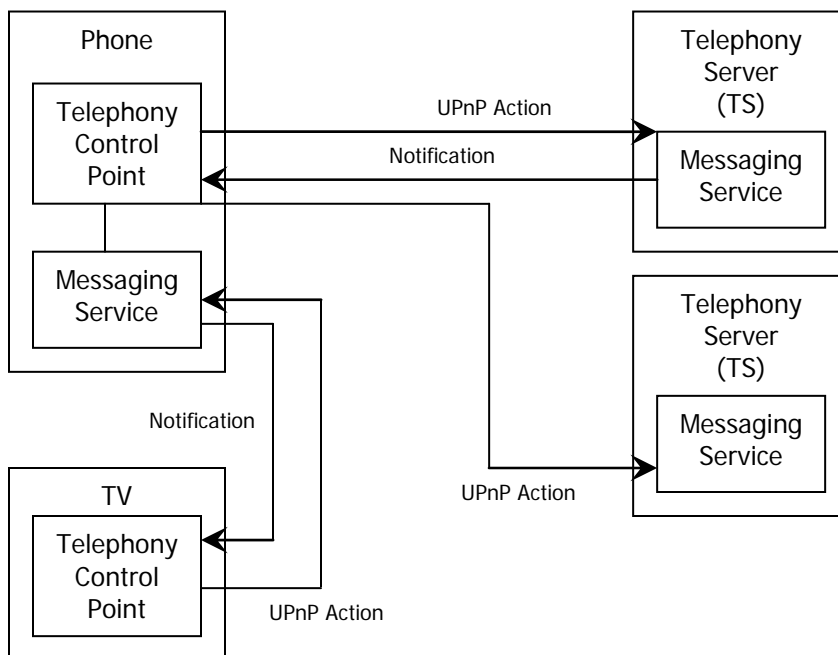 Phone
Telephony
Control
Point
Messaging
Service
UPnP Action
Notification
Telephony
Server
(TS)
Messaging
Service
Telephony
Server
(TS)
Messaging
Service
Notification
UPnP Action
TV
Telephony
Control
Point
UPnP Action